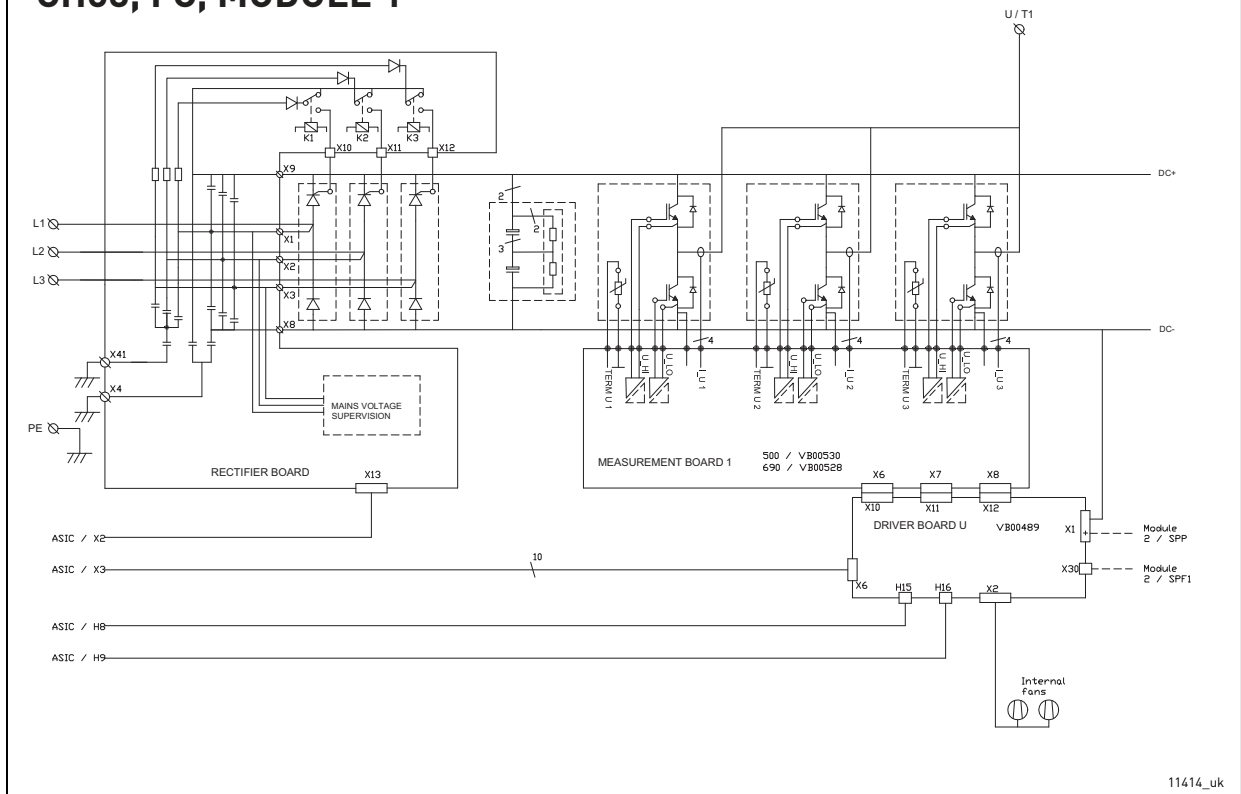 U / T1
K1
K2
K3
X10
X11
X12
X9
DC+
L1
X1
L2
X2
L3
X3
X8
DC-
2
2
3
4
4
4
X41
X4
PE
TERM U 1
U_HI
U_LO
I_U 1
TERM U 2
U_HI
U_LO
I_U 2
TERM U 3
U_HI
U_LO
I_U 3
MAINS VOLTAGE
SUPERVISION
RECTIFIER BOARD
X13
MEASUREMENT BOARD 1
500 / VB00530
690 / VB00528
X6
X7
X8
X10
X11
X12
DRIVER BOARD U
VB00489
X1
+
Module
2 / SPP
X30
Module
2 / SPF1
ASIC / X2
ASIC / X3
10
X6
H15
H16
X2
ASIC / H8
ASIC / H9
Internal
fans
11414_uk